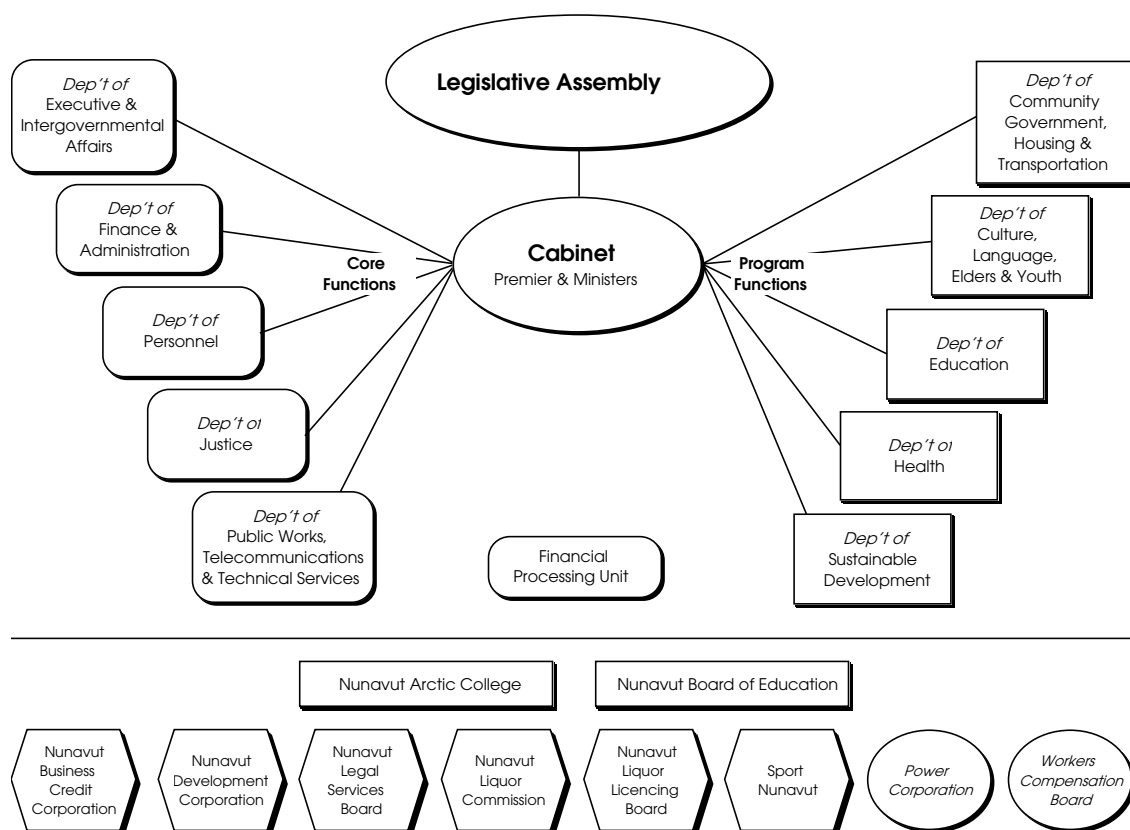 Legislative Assembly
Cabinet
Premier & Ministers
Core
Functions
Program
Functions
Dep't of
Executive &
Intergovernmental
Affairs
Dep't of
Finance &
Administration
Dep't of
Personnel
Dep't of
Justice
Dep't of
Public Works,
Telecommunications
& Technical Services
Financial
Processing Unit
Dep't of
Community
Government,
Housing &
Transportation
Dep't of
Culture,
Language,
Elders & Youth
Dep't of
Education
Dep't of
Health
Dep't of
Sustainable
Development
Nunavut Arctic College
Nunavut Board of Education
Nunavut
Business
Credit
Corporation
Nunavut
Development
Corporation
Nunavut
Legal
Services
Board
Nunavut
Liquor
Commission
Nunavut
Liquor
Licencing
Board
Sport
Nunavut
Power
Corporation
Workers
Compensation
Board